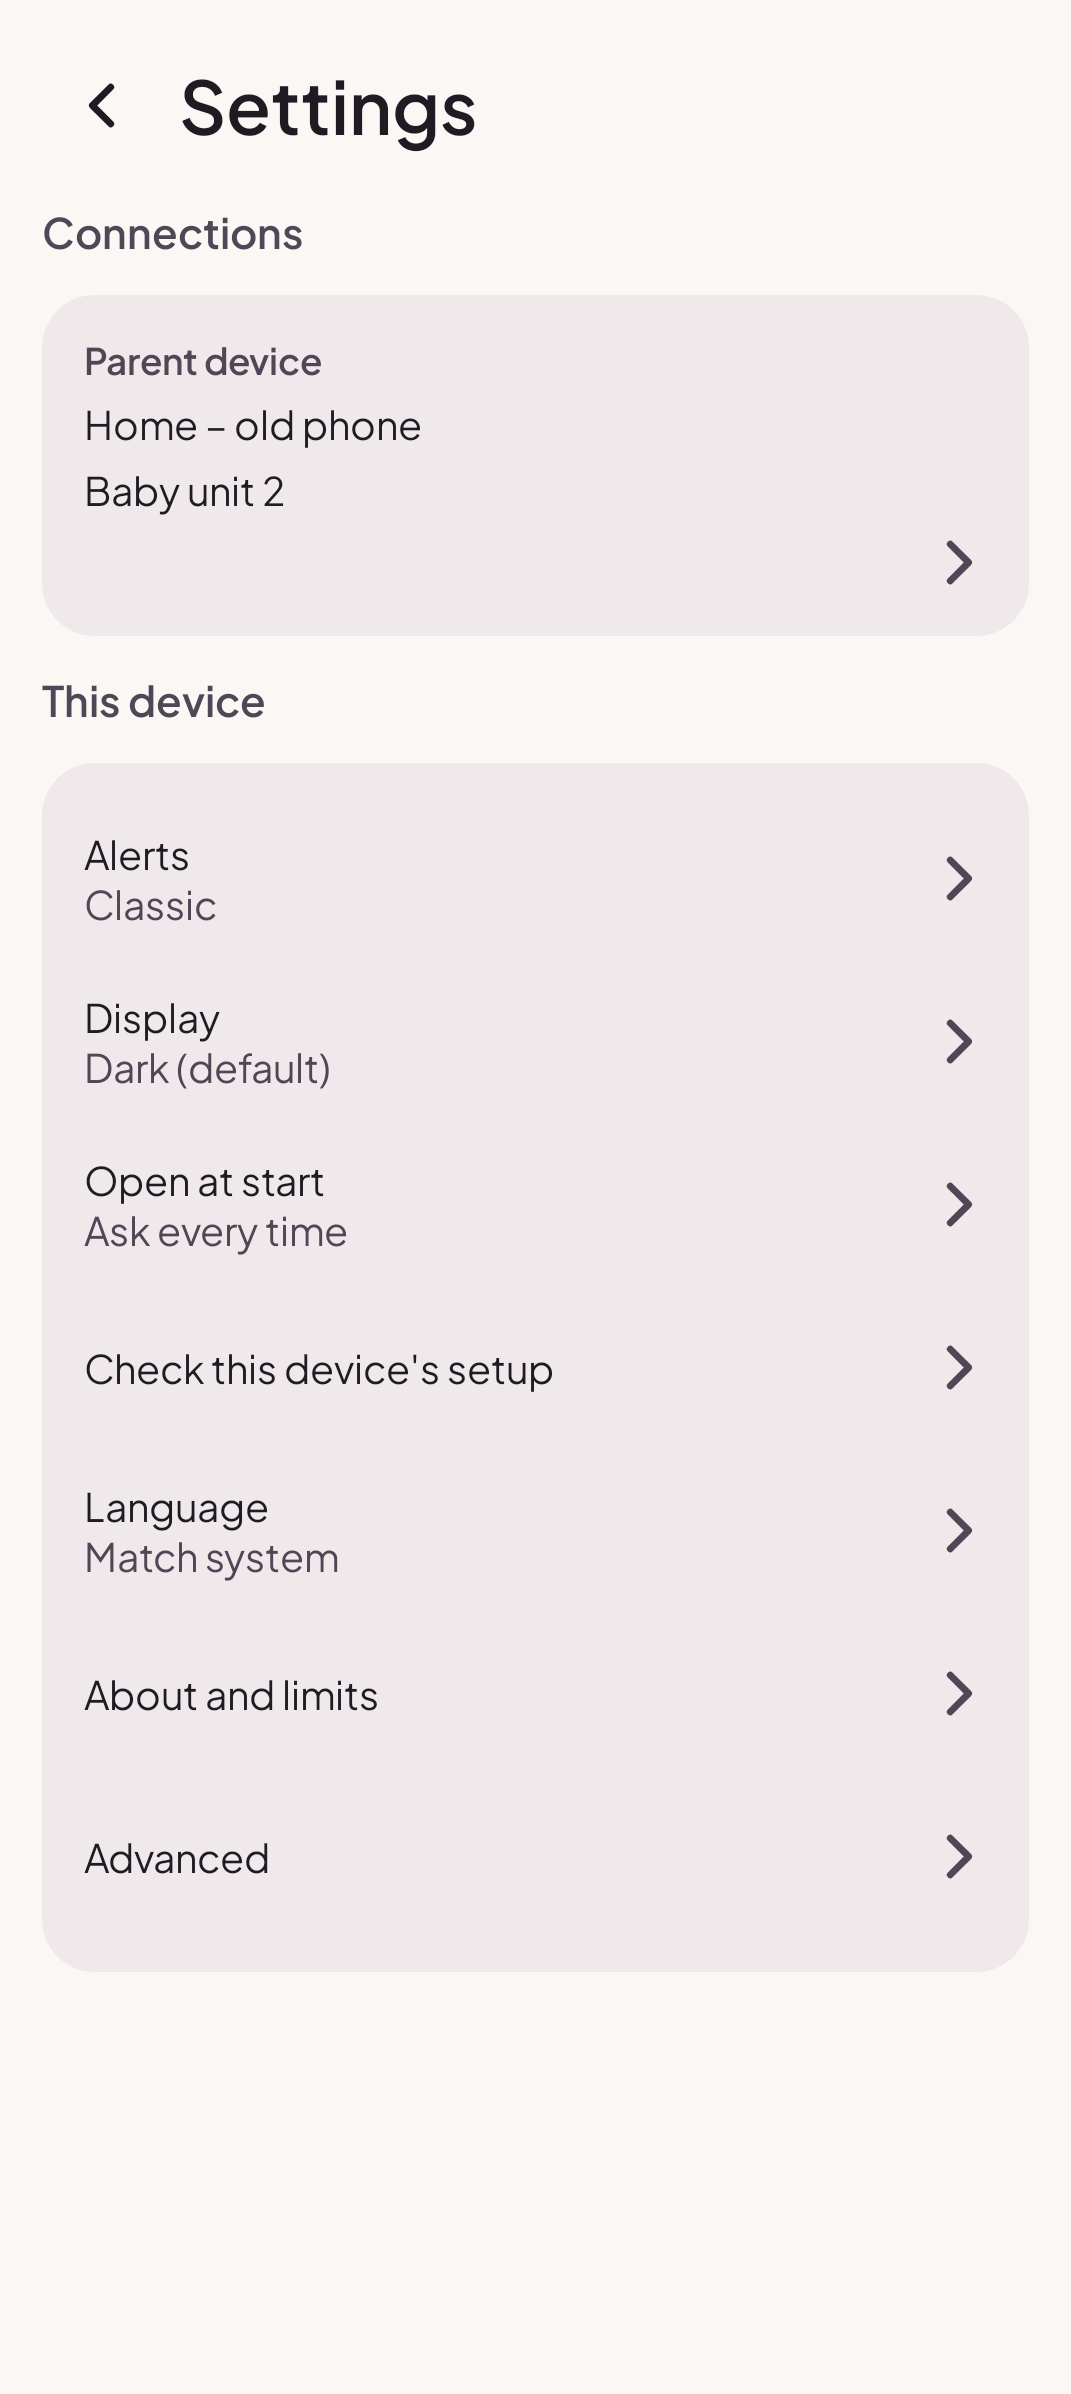 Settings
Connections
Parent device
Home – old phone
Baby unit 2
This device
Alerts
Classic
Display
Dark (default)
Open at start
Ask every time
Check this device's setup
Language
Match system
About and limits
Advanced